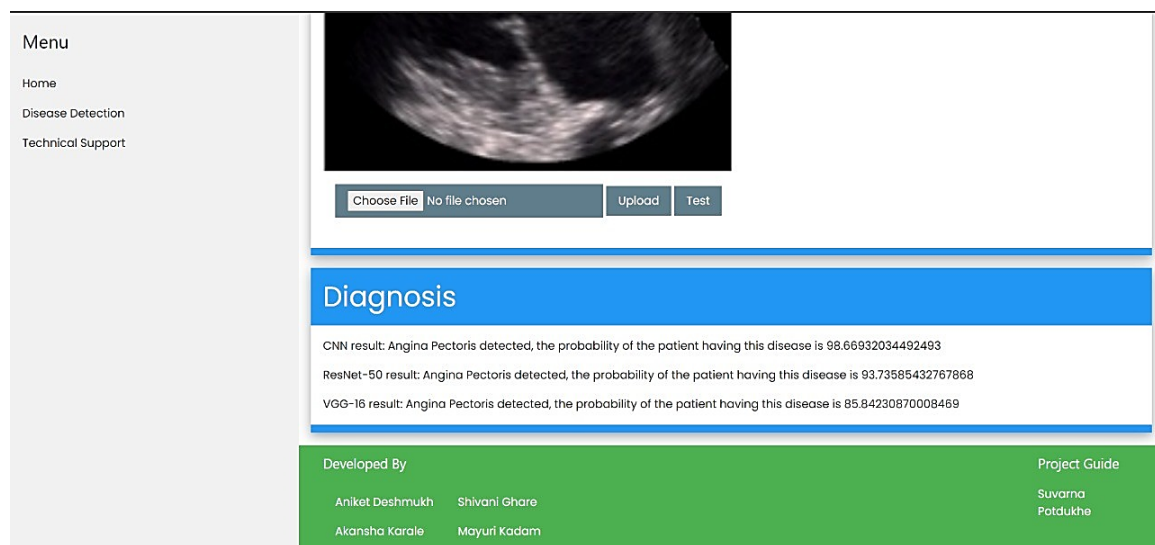 Menu
Home
Disease Detection
Technical Support
Choose File No file chosen Upload Test
Diagnosis
CNN result: Angina Pectoris detected, the probability of the patient having this disease is 98.66932034492493
ResNet-50 result: Angina Pectoris detected, the probability of the patient having this disease is 93.73585432767868
VGG-16 result: Angina Pectoris detected, the probability of the patient having this disease is 85.84230870008469
Developed By
Aniket Deshmukh Shivani Ghare
Akansha Karale Mayuri Kadam
Project Guide
Suvarna
Potdukhe